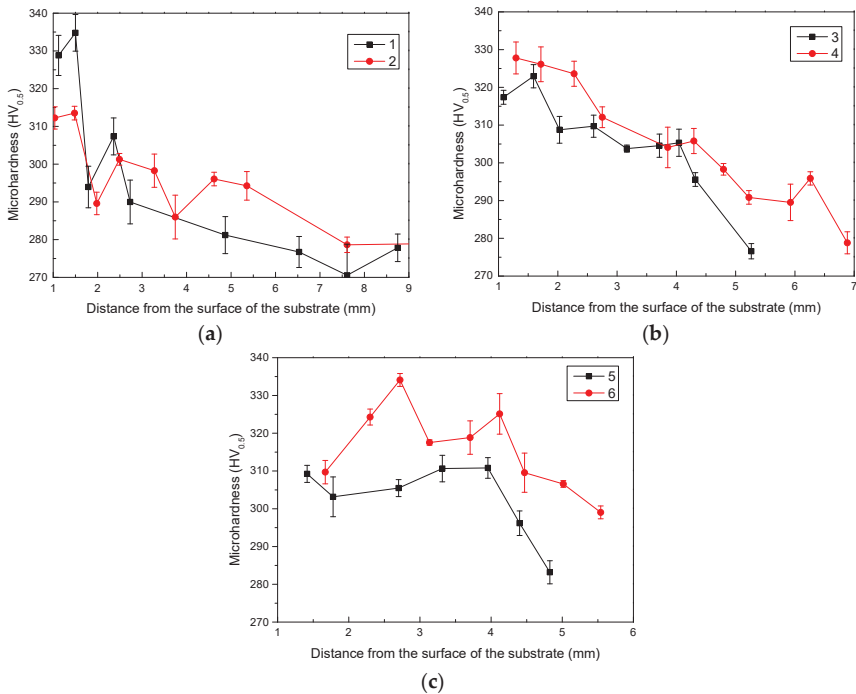 340
330
320
310
300
290
280
270
Microhardness (HV0.5)
1
2
1 2 3 4 5 6 7 8 9
Distance from the surface of the substrate (mm)
(a)
340
330
320
310
300
290
280
270
Microhardness (HV0.5)
3
4
1 2 3 4 5 6 7
Distance from the surface of the substrate (mm)
(b)
340
330
320
310
300
290
280
270
Microhardness (HV0.5)
5
6
1 2 3 4 5 6
Distance from the surface of the substrate (mm)
(c)